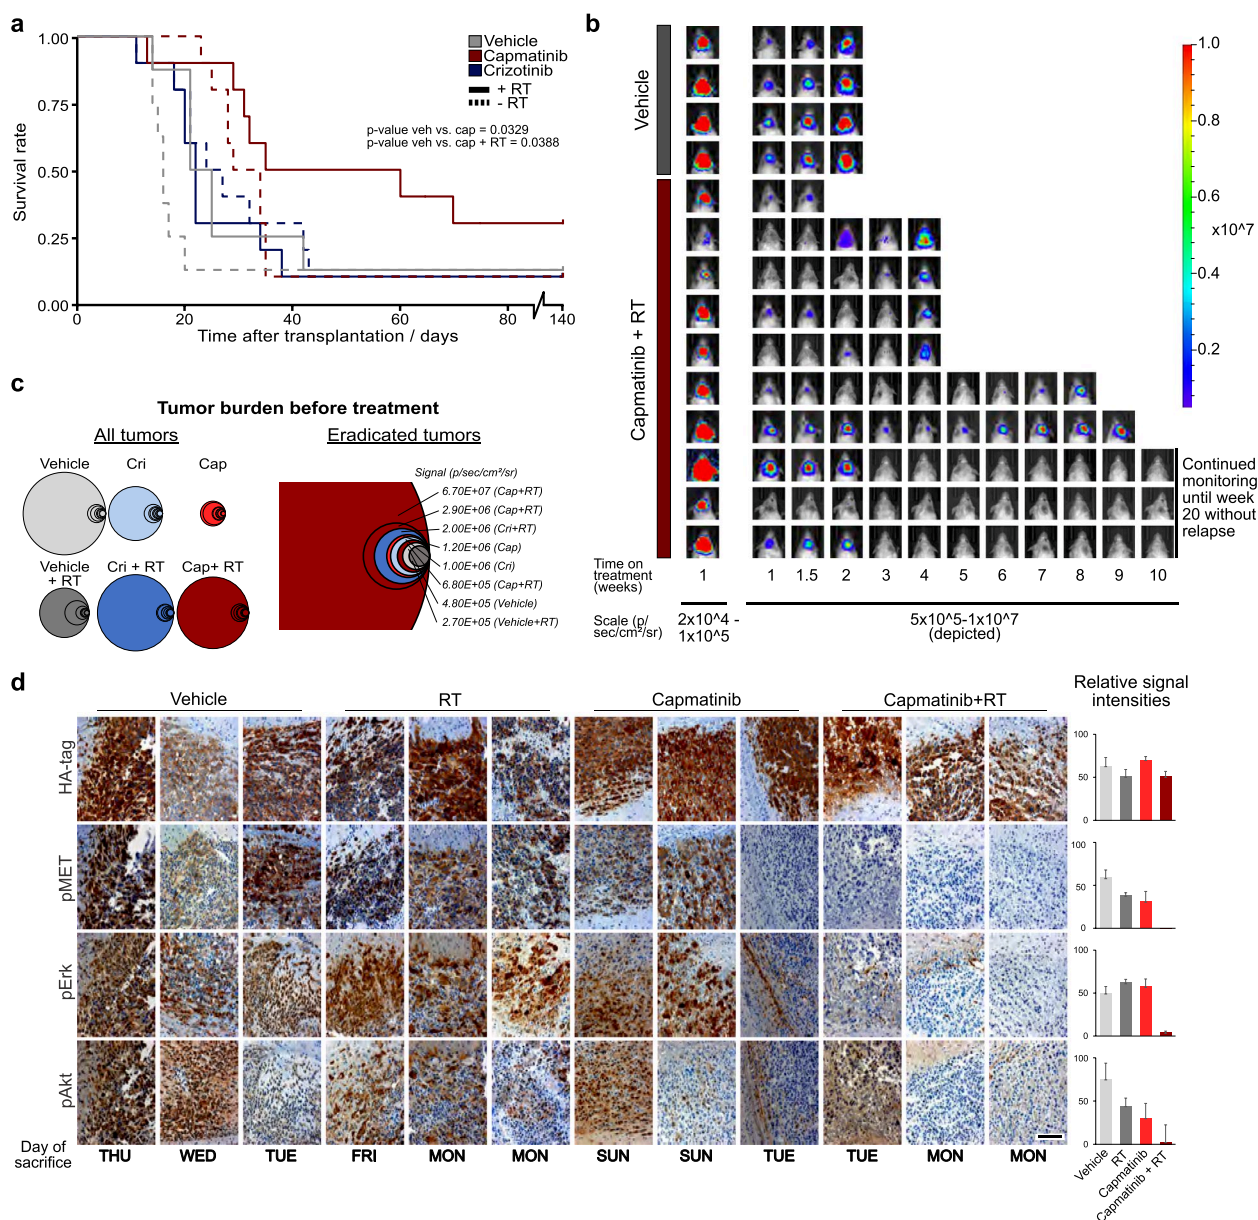 a
1.00
0.75
0.50
0.25
0.00
Survival rate
0
20
40
60
80
140
Time after transplantation / days
Vehicle
Capmatinib
Crizotinib
+ RT
- RT
p-value veh vs. cap = 0.0329
p-value veh vs. cap + RT = 0.0388
b
Vehicle
Capmatinib + RT
1.0
0.8
0.6
x10^7
0.4
0.2
Continued
monitoring
until week
20 without
relapse
Time on
treatment
(weeks)
1
1
1.5
2
3
4
5
6
7
8
9
10
Scale (p/
sec/cm²/sr)
2x10^4 -
1x10^5
5x10^5-1x10^7
(depicted)
c
Tumor burden before treatment
All tumors
Eradicated tumors
Vehicle
Cri
Cap
Vehicle
+ RT
Cri + RT
Cap+ RT
Signal (p/sec/cm²/sr)
6.70E+07 (Cap+RT)
2.90E+06 (Cap+RT)
2.00E+06 (Cri+RT)
1.20E+06 (Cap)
1.00E+06 (Cri)
6.80E+05 (Cap+RT)
4.80E+05 (Vehicle)
2.70E+05 (Vehicle+RT)
d
Vehicle
RT
Capmatinib
Capmatinib+RT
Relative signal
intensities
HA-tag
100
50
0
pMET
100
50
0
pErk
100
50
0
pAkt
100
50
0
Day of
sacrifice
THU
WED
TUE
FRI
MON
MON
SUN
SUN
TUE
TUE
MON
MON
Vehicle
RT
Capmatinib
Capmatinib + RT